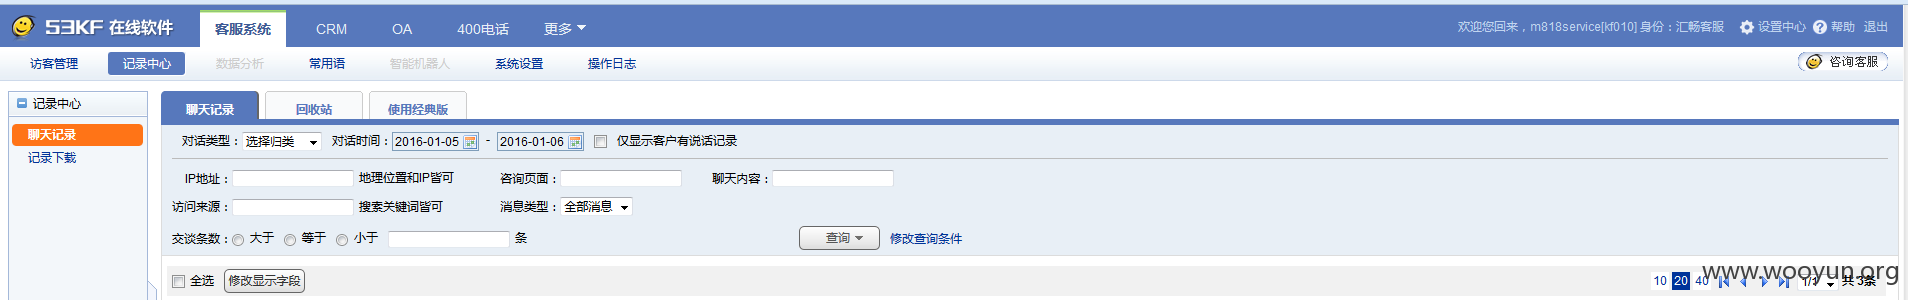 53KF 在线软件 客服系统 CRM OA 400电话 更多 欢迎您回来，m818service[kf010] 身份：汇畅客服 设置中心 帮助 退出
访客管理 记录中心 数据分析 常用语 智能机器人 系统设置 操作日志 咨询客服
记录中心 聊天记录 回收站 使用经典版
聊天记录 对话类型： 选择归类 对话时间： 2016-01-05 - 2016-01-06 仅显示客户有说话记录
记录下载
IP地址： 地理位置和IP皆可 咨询页面： 聊天内容：
访问来源： 搜索关键词皆可 消息类型： 全部消息
交谈条数： 大于 等于 小于 条 查询 修改查询条件
全选 修改显示字段 10 20 40 1/1 共 3条
www.wooyun.org